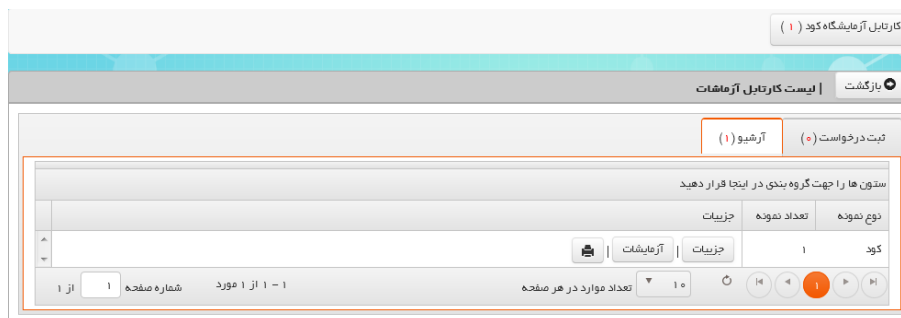 کارتابل آزمایشگاه کود ( ۱ )
بازگشت | لیست کارتابل آزماشات
ثبت درخواست (۰) آرشیو (۱)
ستون ها را جهت گروه بندی در اینجا قرار دهید
نوع نمونه تعداد نمونه جزییات
کود ۱ جزییات | آزمایشات |
۱ ۱۰ تعداد موارد در هر صفحه ۱ - ۱ از ۱ مورد شماره صفحه ۱ از ۱